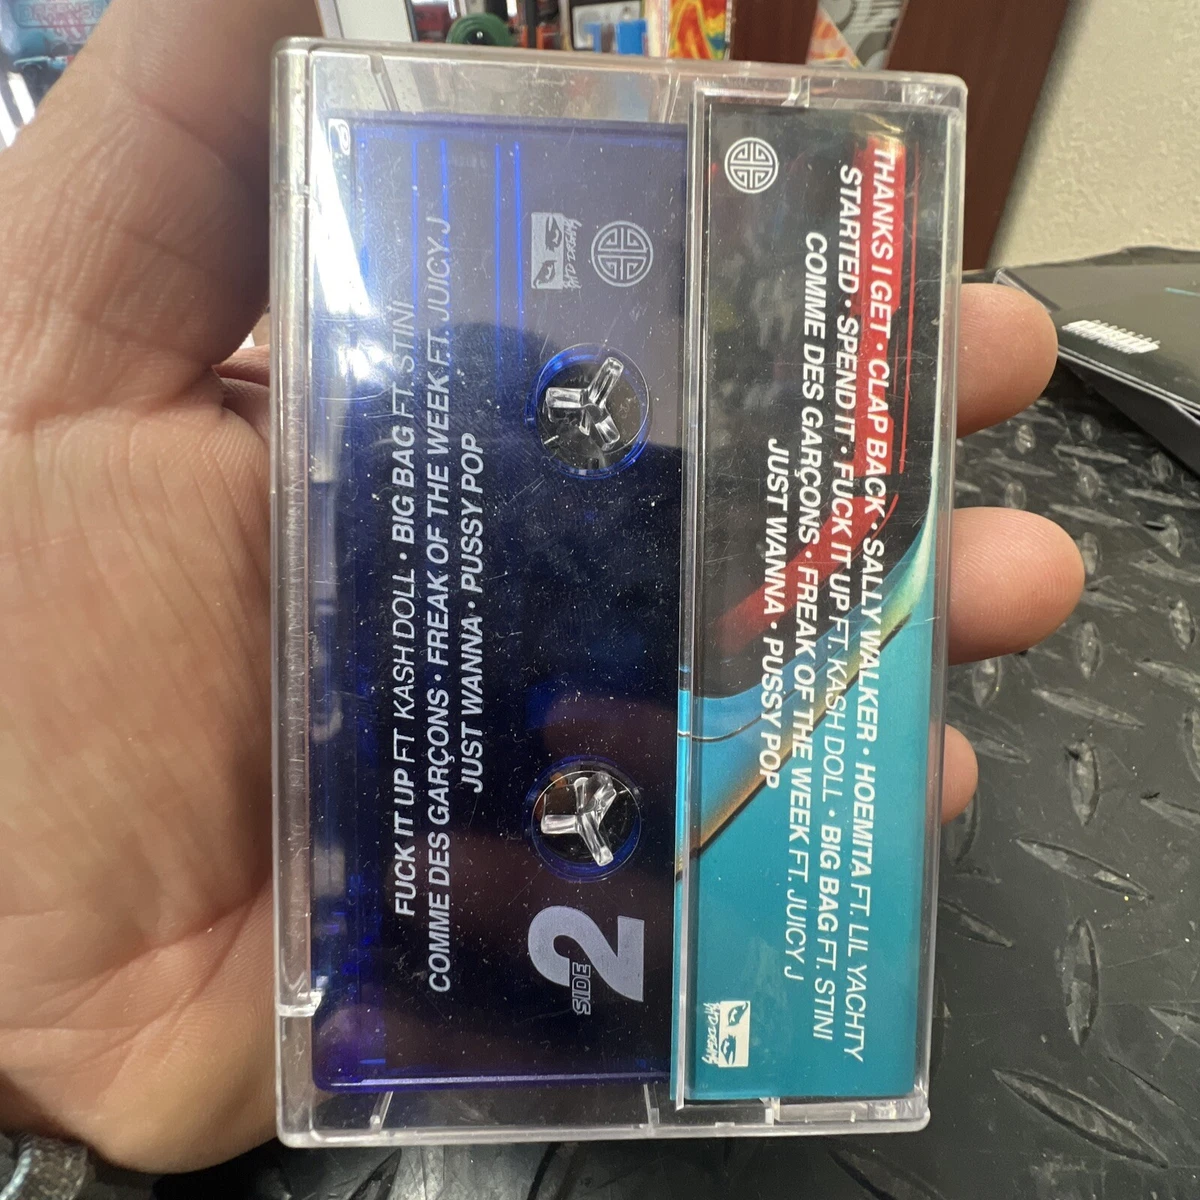 THANKS I GET • CLAP BACK • SALLY WALKER • HOEMITA FT. LIL YACHTY
STARTED • SPEND IT • FUCK IT UP FT. KASH DOLL • BIG BAG FT. STINI
COMME DES GARÇONS • FREAK OF THE WEEK FT. JUICY J
JUST WANNA • PUSSY POP
FUCK IT UP FT KASH DOLL • BIG BAG FT. STINI
COMME DES GARÇONS • FREAK OF THE WEEK FT. JUICY J
JUST WANNA • PUSSY POP
SIDE
2